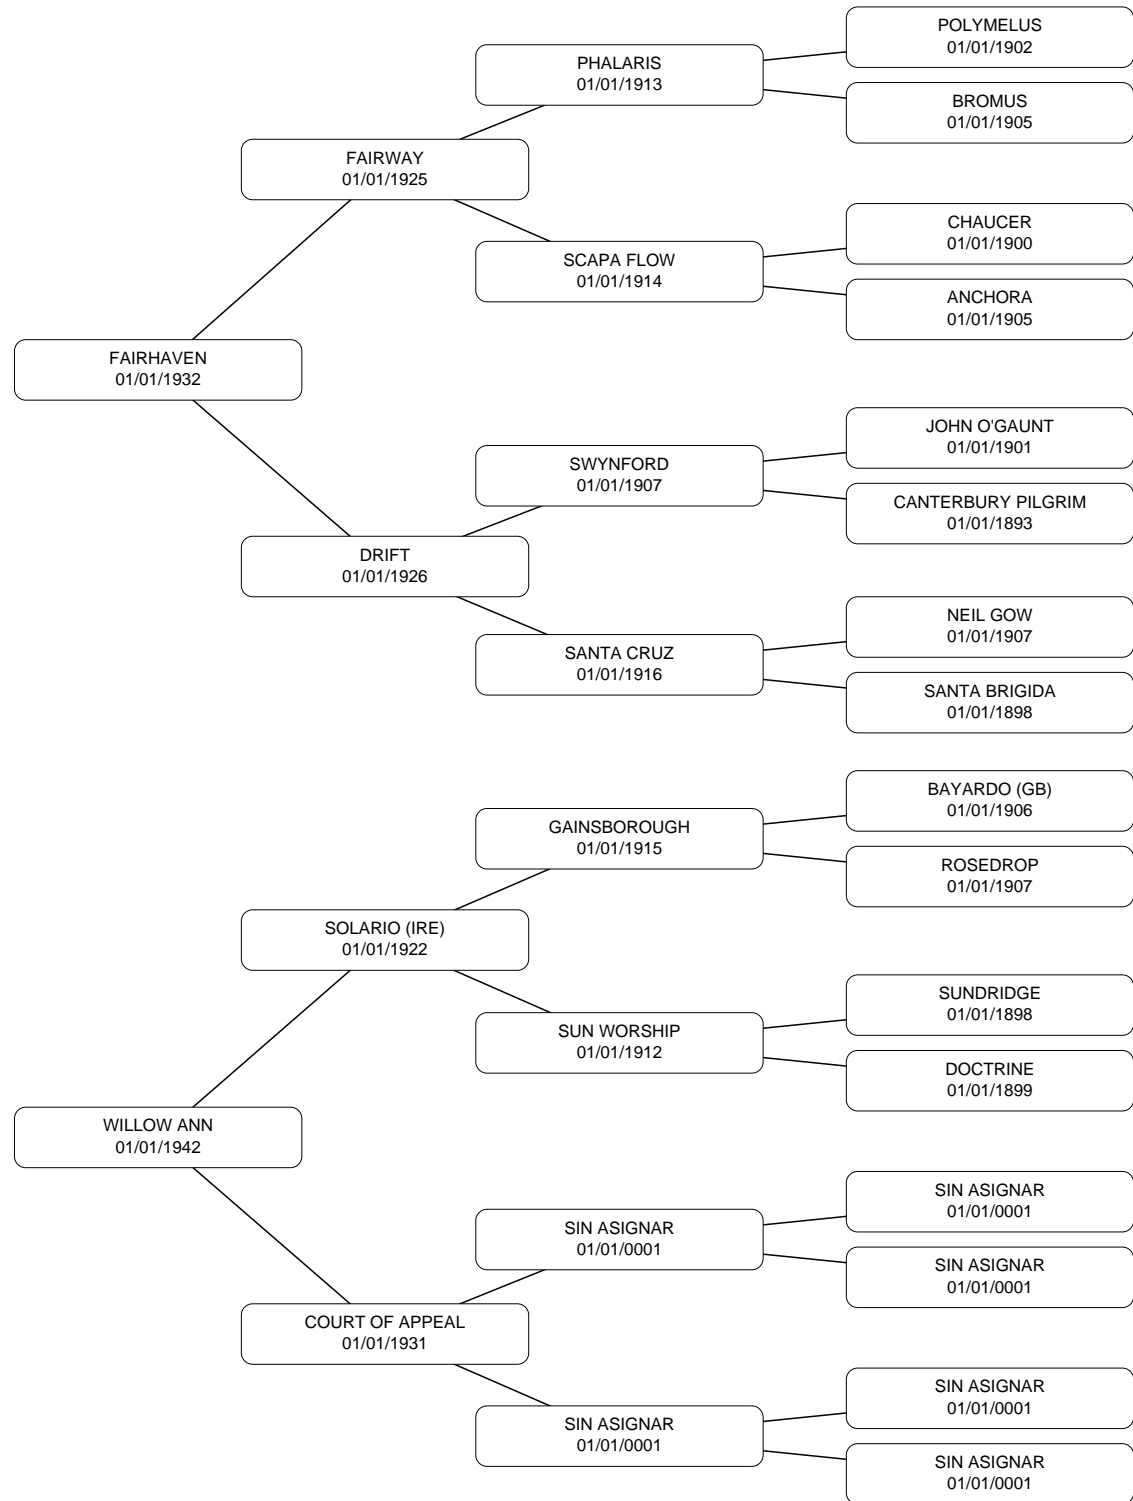 POLYMELUS
01/01/1902
PHALARIS
01/01/1913
BROMUS
01/01/1905
FAIRWAY
01/01/1925
CHAUCER
01/01/1900
SCAPA FLOW
01/01/1914
ANCHORA
01/01/1905
FAIRHAVEN
01/01/1932
JOHN O'GAUNT
01/01/1901
SWYNFORD
01/01/1907
CANTERBURY PILGRIM
01/01/1893
DRIFT
01/01/1926
NEIL GOW
01/01/1907
SANTA CRUZ
01/01/1916
SANTA BRIGIDA
01/01/1898
BAYARDO (GB)
01/01/1906
GAINSBOROUGH
01/01/1915
ROSEDROP
01/01/1907
SOLARIO (IRE)
01/01/1922
SUNDRIDGE
01/01/1898
SUN WORSHIP
01/01/1912
DOCTRINE
01/01/1899
WILLOW ANN
01/01/1942
SIN ASIGNAR
01/01/0001
SIN ASIGNAR
01/01/0001
SIN ASIGNAR
01/01/0001
COURT OF APPEAL
01/01/1931
SIN ASIGNAR
01/01/0001
SIN ASIGNAR
01/01/0001
SIN ASIGNAR
01/01/0001